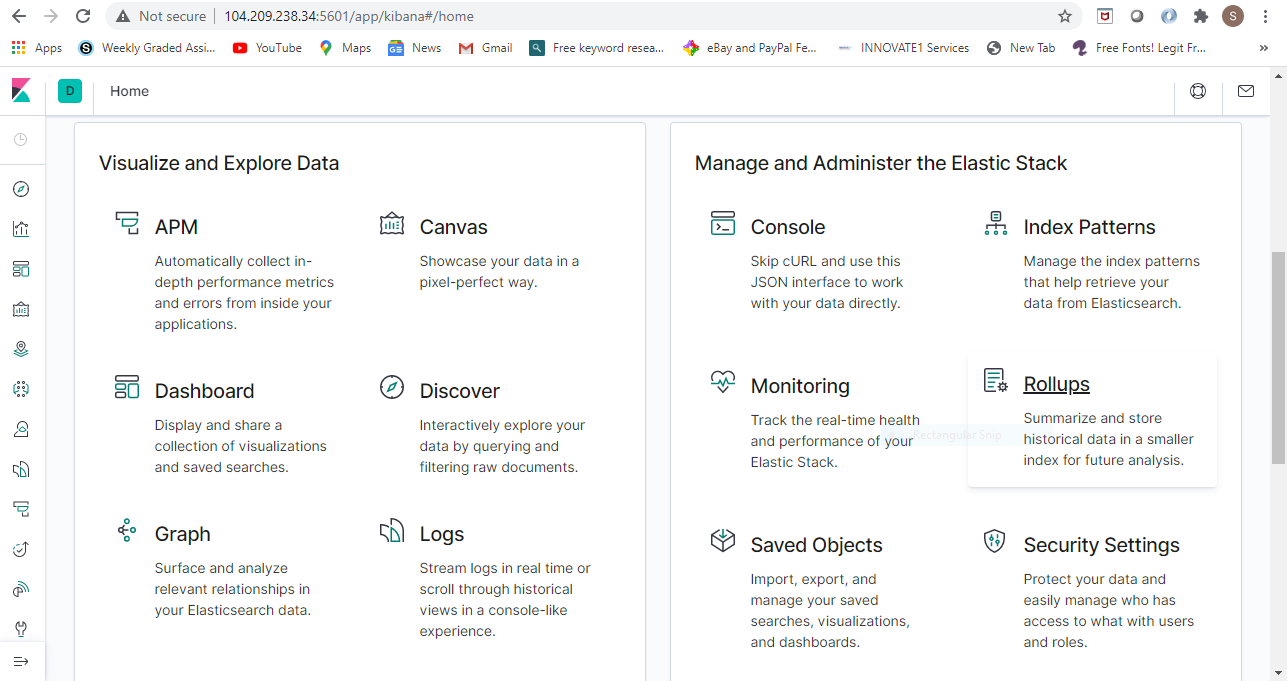 Not secure | 104.209.238.34:5601/app/kibana#/home
S
Apps
Weekly Graded Assi...
YouTube
Maps
News
Gmail
Free keyword resea...
eBay and PayPal Fe...
INNOVATE1 Services
New Tab
Free Fonts! Legit Fr...
»
D
Home
Visualize and Explore Data
APM
Automatically collect in-
depth performance metrics
and errors from inside your
applications.
Canvas
Showcase your data in a
pixel-perfect way.
Dashboard
Display and share a
collection of visualizations
and saved searches.
Discover
Interactively explore your
data by querying and
filtering raw documents.
Graph
Surface and analyze
relevant relationships in
your Elasticsearch data.
Logs
Stream logs in real time or
scroll through historical
views in a console-like
experience.
Manage and Administer the Elastic Stack
Console
Skip cURL and use this
JSON interface to work
with your data directly.
Index Patterns
Manage the index patterns
that help retrieve your
data from Elasticsearch.
Monitoring
Track the real-time health
and performance of your
Elastic Stack.
Rectangular Snip
Rollups
Summarize and store
historical data in a smaller
index for future analysis.
Saved Objects
Import, export, and
manage your saved
searches, visualizations,
and dashboards.
Security Settings
Protect your data and
easily manage who has
access to what with users
and roles.